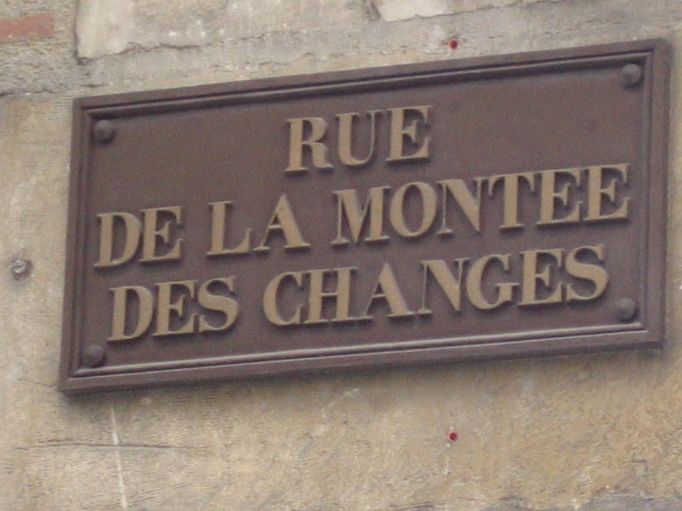 RUE
DE LA MONTEE
DES CHANGES